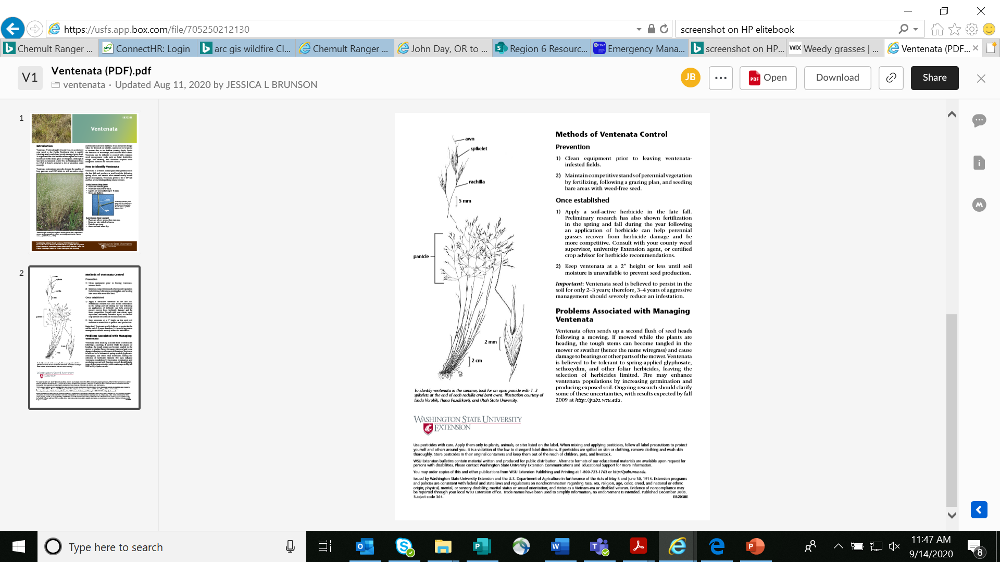 https://usfs.app.box.com/file/705250212130
screenshot on HP elitebook
Chemult Ranger ...
ConnectHR: Login
arc gis wildfire CI...
Chemult Ranger ...
John Day, OR to ...
Region 6 Resourc...
Emergency Mana...
screenshot on HP...
WIX Weedy grasses | ...
Ventenata (PDF...
V1
Ventenata (PDF).pdf
ventenata · Updated Aug 11, 2020 by JESSICA L BRUNSON
JB
PDF Open
Download
Share
1
Ventenata
Introduction
How to Identify Ventenata
2
awn
spikelet
rachilla
5 mm
panicle
2 mm
2 cm
To identify ventenata in the summer, look for an open panicle with 1–3
spikelets at the end of each rachilla and bent awns. Illustration courtesy of
Linda Vorobik, Hana Pazdírková, and Utah State University.
Methods of Ventenata Control
Prevention
1) Clean equipment prior to leaving ventenata-
infested fields.
2) Maintain competitive stands of perennial vegetation
by fertilizing, following a grazing plan, and seeding
bare areas with weed-free seed.
Once established
1) Apply a soil-active herbicide in the late fall.
Preliminary research has also shown fertilization
in the spring and fall during the year following
an application of herbicide can help perennial
grasses recover from herbicide damage and be
more competitive. Consult with your county weed
supervisor, university Extension agent, or certified
crop advisor for herbicide recommendations.
2) Keep ventenata at a 2" height or less until soil
moisture is unavailable to prevent seed production.
Important: Ventenata seed is believed to persist in the
soil for only 2–3 years; therefore, 3–4 years of aggressive
management should severely reduce an infestation.
Problems Associated with Managing
Ventenata
Ventenata often sends up a second flush of seed heads
following a mowing. If mowed while the plants are
heading, the tough stems can become tangled in the
mower or swather (hence the name wiregrass) and cause
damage to bearings or other parts of the mower. Ventenata
is believed to be tolerant to spring-applied glyphosate,
sethoxydim, and other foliar herbicides, leaving the
selection of herbicides limited. Fire may enhance
ventenata populations by increasing germination and
producing exposed soil. Ongoing research should clarify
some of these uncertainties, with results expected by fall
2009 at http://pubs.wsu.edu.
WASHINGTON STATE UNIVERSITY
EXTENSION
Use pesticides with care. Apply them only to plants, animals, or sites listed on the label. When mixing and applying pesticides, follow all label precautions to protect
yourself and others around you. It is a violation of the law to disregard label directions. If pesticides are spilled on skin or clothing, remove clothing and wash skin
thoroughly. Store pesticides in their original containers and keep them out of the reach of children, pets, and livestock.
WSU Extension bulletins contain material written and produced for public distribution. Alternate formats of our educational materials are available upon request for
persons with disabilities. Please contact Washington State University Extension Communications and Educational Support for more information.
You may order copies of this and other publications from WSU Extension Publishing and Printing at 1-800-723-1763 or http://pubs.wsu.edu.
Issued by Washington State University Extension and the U.S. Department of Agriculture in furtherance of the Acts of May 8 and June 30, 1914. Extension programs
and policies are consistent with federal and state laws and regulations on nondiscrimination regarding race, sex, religion, age, color, creed, and national or ethnic
origin; physical, mental, or sensory disability; marital status or sexual orientation; and status as a Vietnam-era or disabled veteran. Evidence of noncompliance may
be reported through your local WSU Extension office. Trade names have been used to simplify information; no endorsement is intended. Published December 2008.
Subject code 364. EB2038E
Type here to search
11:47 AM
9/14/2020
8